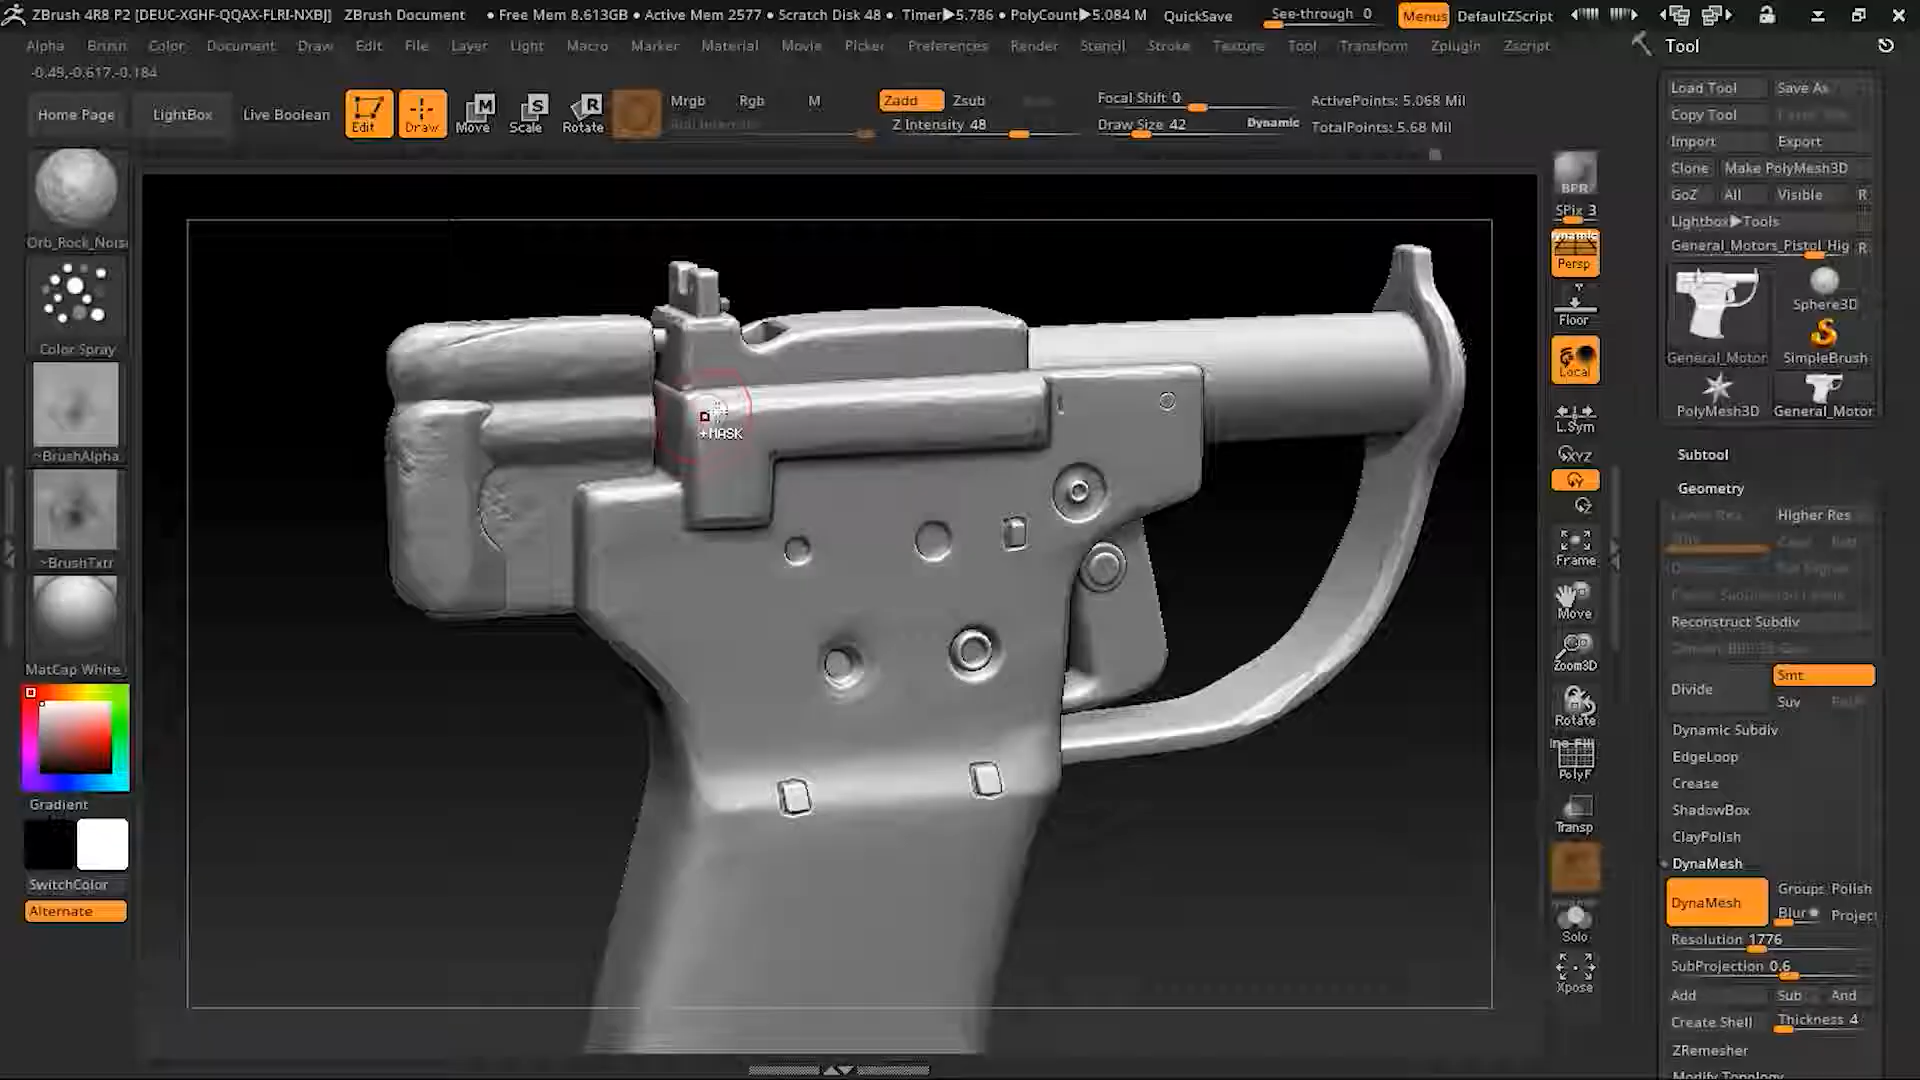 ZBrush 4R8 P2 [DEUC-XGHF-QQAX-FLRI-NXBJ] ZBrush Document • Free Mem 8.613GB • Active Mem 2577 • Scratch Disk 48 • Timer▶5.786 • PolyCount▶5.084 M QuickSave See-through 0 Menus DefaultZScript
Alpha Brush Color Document Draw Edit File Layer Light Macro Marker Material Movie Picker Preferences Render Stencil Stroke Texture Tool Transform Zplugin Zscript
Tool
-0.49,-0.617,-0.184
Home Page LightBox Live Boolean Edit Draw Move Scale Rotate
M S R
Mrgb Rgb M
Zadd Zsub
Z Intensity 48
Focal Shift 0
Draw Size 42 Dynamic
ActivePoints: 5.068 Mil
TotalPoints: 5.68 Mil
Orb_Rock_Nois
Color Spray
~BrushAlpha
~BrushTxtr
MatCap White
Gradient
SwitchColor
Alternate
+MASK
BPR
SPix 3
Persp
Floor
Local
L.Sym
XYZ
Y
Z
Frame
Move
Zoom3D
Rotate
PolyF
Transp
Solo
Xpose
Load Tool Save As
Copy Tool
Import Export
Clone Make PolyMesh3D
GoZ All Visible R
Lightbox▶Tools
General_Motors_Pistol_Hig R
Sphere3D
General_Motor SimpleBrush
PolyMesh3D General_Motor
Subtool
Geometry
Higher Res
Reconstruct Subdiv
Divide Smt
Suv
Dynamic Subdiv
EdgeLoop
Crease
ShadowBox
ClayPolish
DynaMesh
DynaMesh Groups Polish
Blur Projec
Resolution 1776
SubProjection 0.6
Add Sub And
Create Shell Thickness 4
ZRemesher
Modify Topology